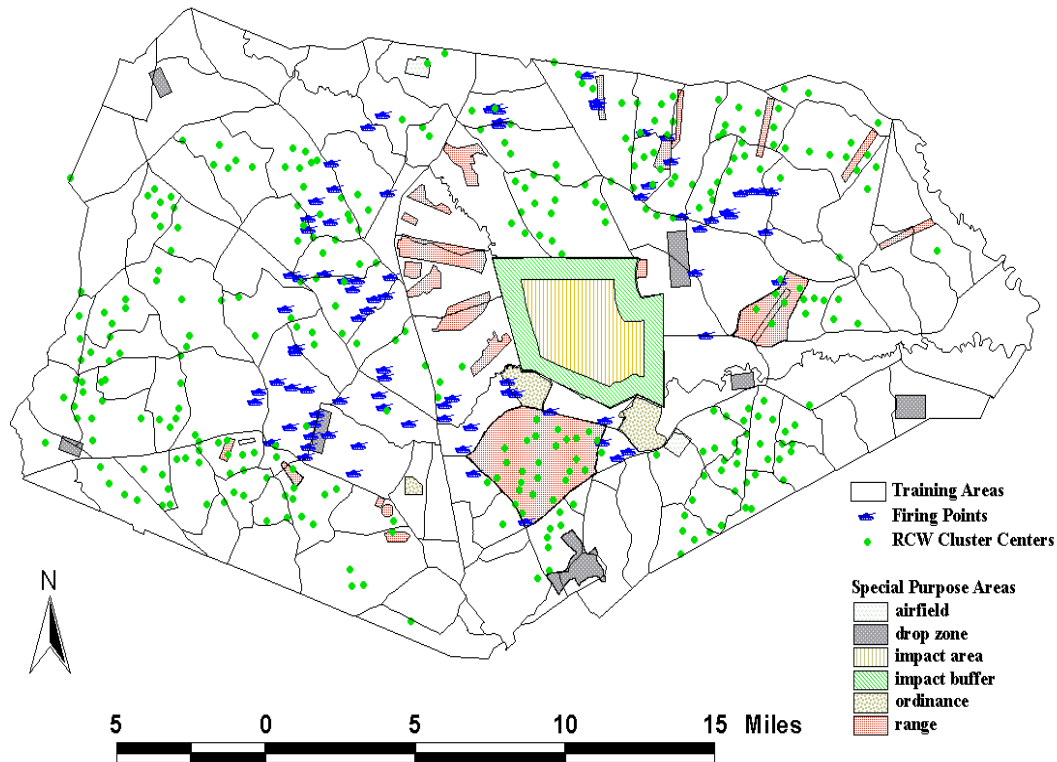 Training Areas
Firing Points
RCW Cluster Centers
N
Special Purpose Areas
airfield
drop zone
impact area
impact buffer
ordinance
range
5 0 5 10 15 Miles